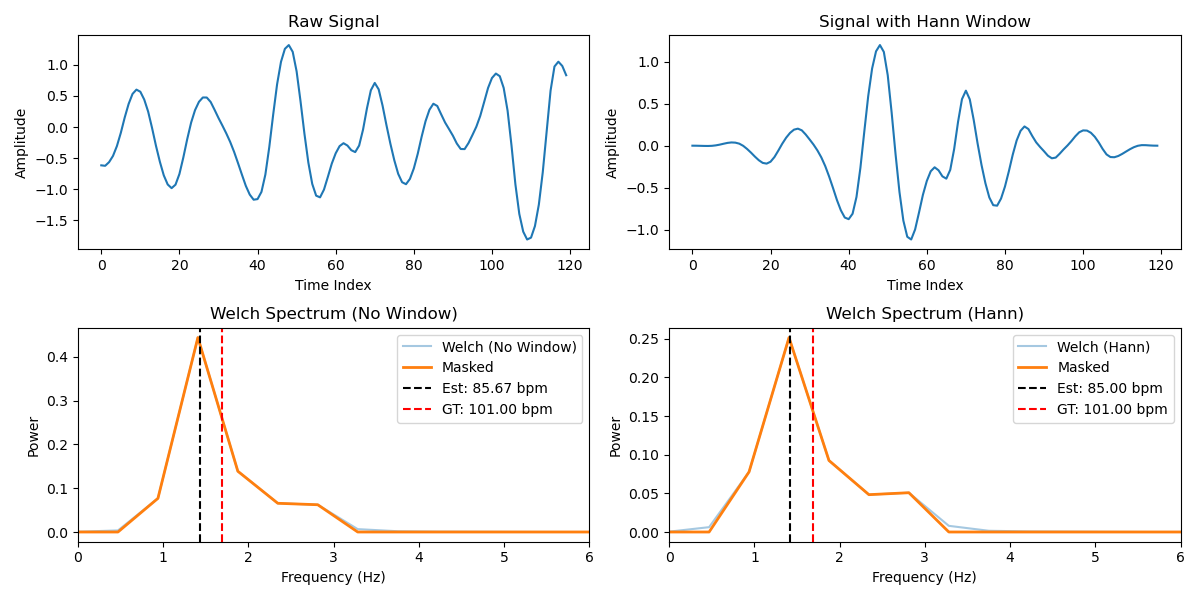 Raw Signal
Amplitude
1.0
0.5
0.0
−0.5
−1.0
−1.5
0 20 40 60 80 100 120
Time Index
Signal with Hann Window
Amplitude
1.0
0.5
0.0
−0.5
−1.0
0 20 40 60 80 100 120
Time Index
Welch Spectrum (No Window)
Power
0.4
0.3
0.2
0.1
0.0
Welch (No Window)
Masked
Est: 85.67 bpm
GT: 101.00 bpm
0 1 2 3 4 5 6
Frequency (Hz)
Welch Spectrum (Hann)
Power
0.25
0.20
0.15
0.10
0.05
0.00
Welch (Hann)
Masked
Est: 85.00 bpm
GT: 101.00 bpm
0 1 2 3 4 5 6
Frequency (Hz)